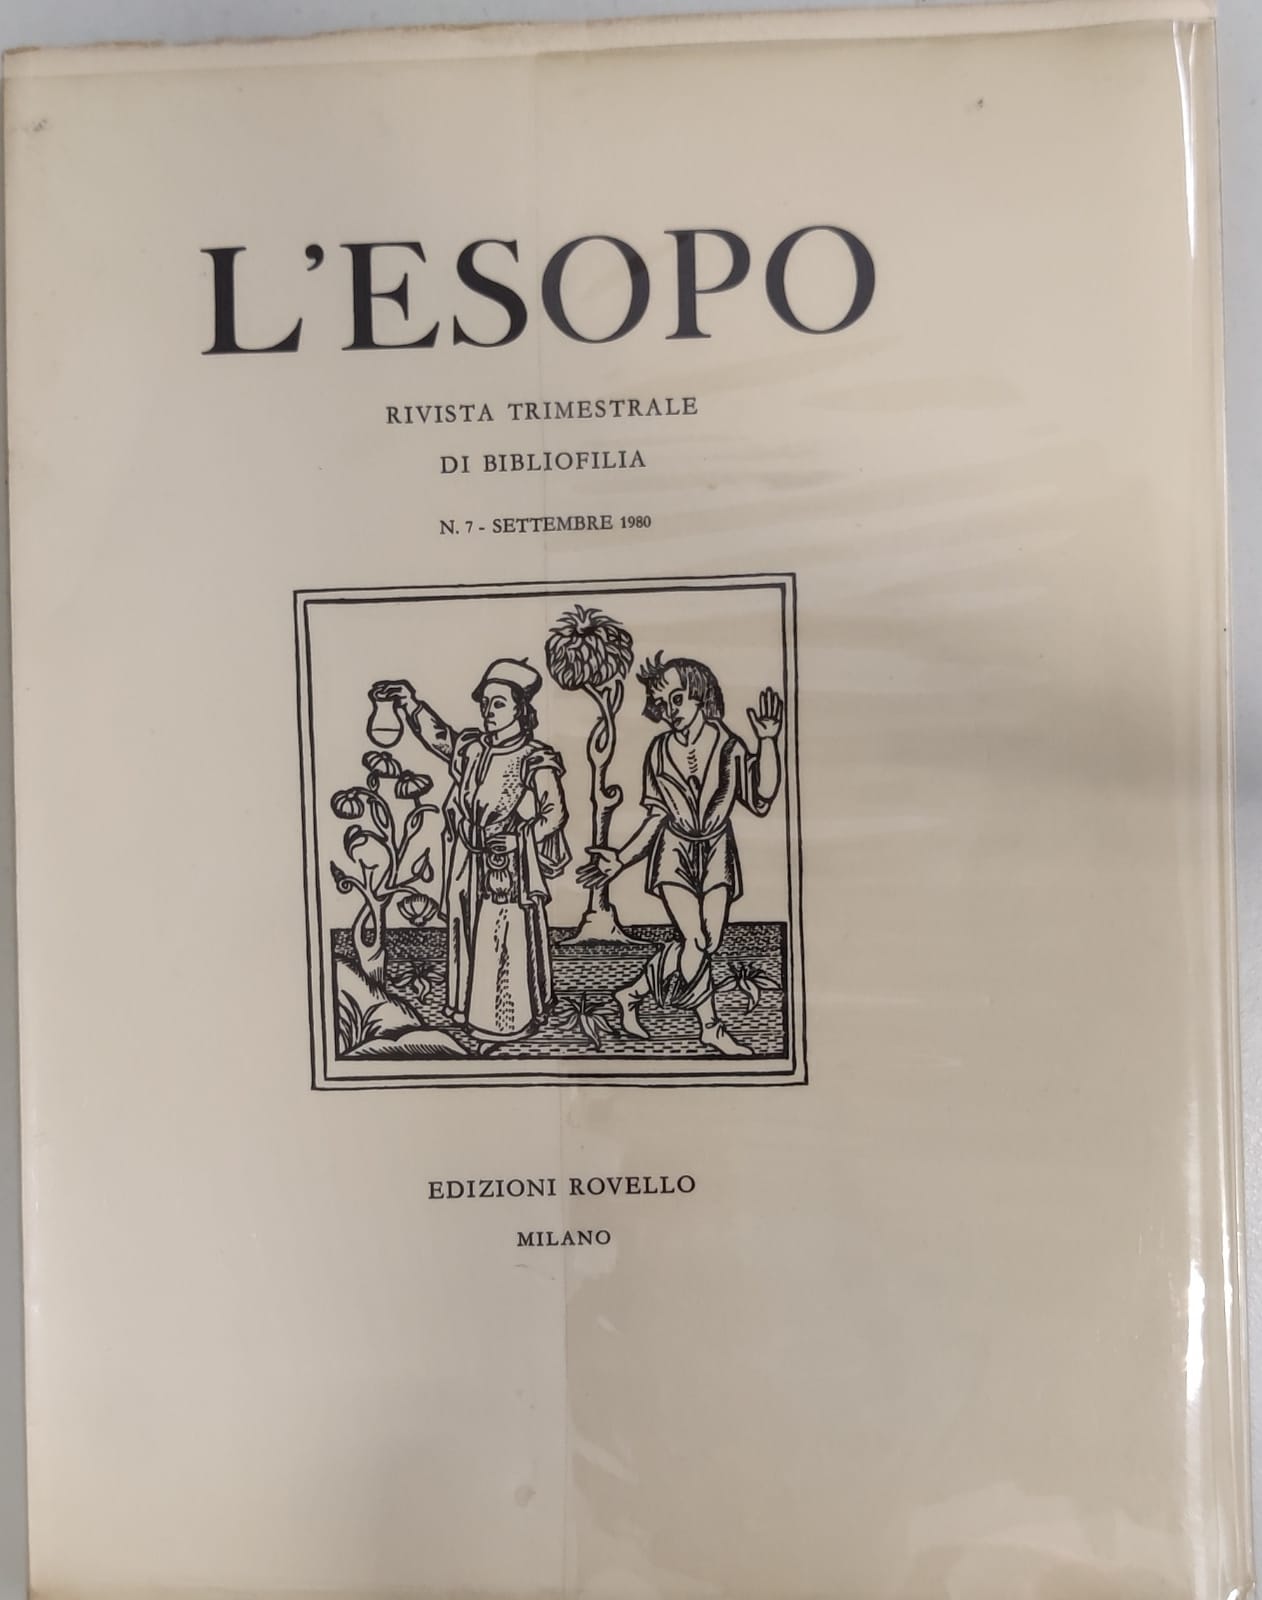 L'ESOPO
RIVISTA TRIMESTRALE
DI BIBLIOFILIA
N. 7 - SETTEMBRE 1980
EDIZIONI ROVELLO
MILANO